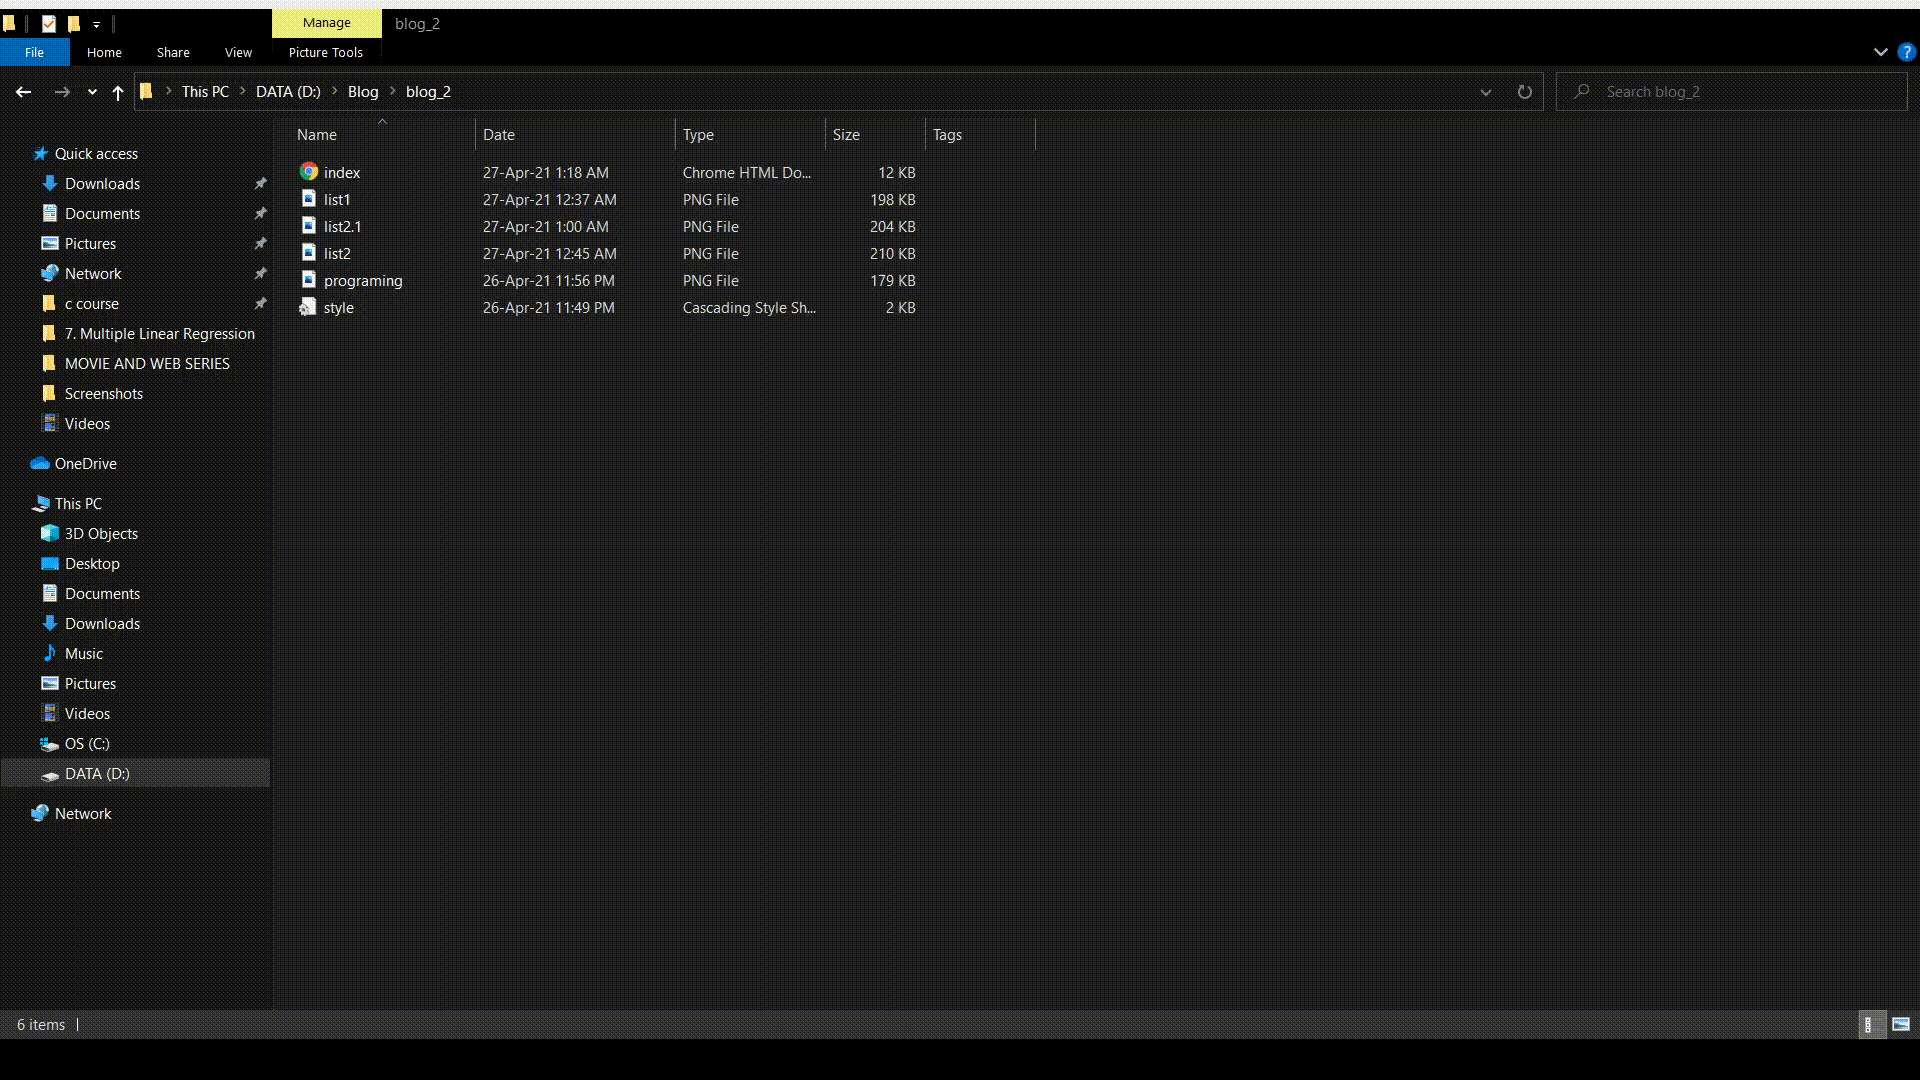 Manage blog_2
File Home Share View Picture Tools ?
This PC DATA (D:) Blog blog_2 Search blog_2
Quick access
Downloads
Documents
Pictures
Network
c course
7. Multiple Linear Regression
MOVIE AND WEB SERIES
Screenshots
Videos
OneDrive
This PC
3D Objects
Desktop
Documents
Downloads
Music
Pictures
Videos
OS (C:)
DATA (D:)
Network
Name Date Type Size Tags
index 27-Apr-21 1:18 AM Chrome HTML Do... 12 KB
list1 27-Apr-21 12:37 AM PNG File 198 KB
list2.1 27-Apr-21 1:00 AM PNG File 204 KB
list2 27-Apr-21 12:45 AM PNG File 210 KB
programing 26-Apr-21 11:56 PM PNG File 179 KB
style 26-Apr-21 11:49 PM Cascading Style Sh... 2 KB
6 items